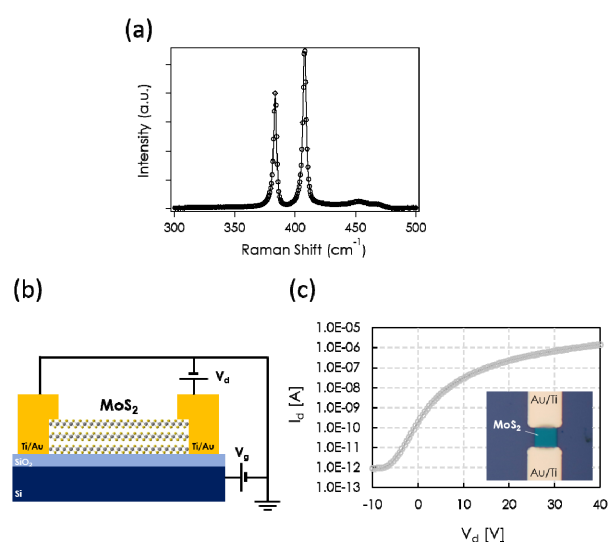 (a)
Intensity (a.u.)
300
350
400
450
500
Raman Shift (cm⁻¹)
(b)
MoS₂
V_d
Ti/Au
Ti/Au
SiO₂
V_g
Si
(c)
1.0E-05
1.0E-06
1.0E-07
1.0E-08
1.0E-09
1.0E-10
1.0E-11
1.0E-12
1.0E-13
I_d [A]
Au/Ti
MoS₂
Au/Ti
-10
0
10
20
30
40
V_d [V]